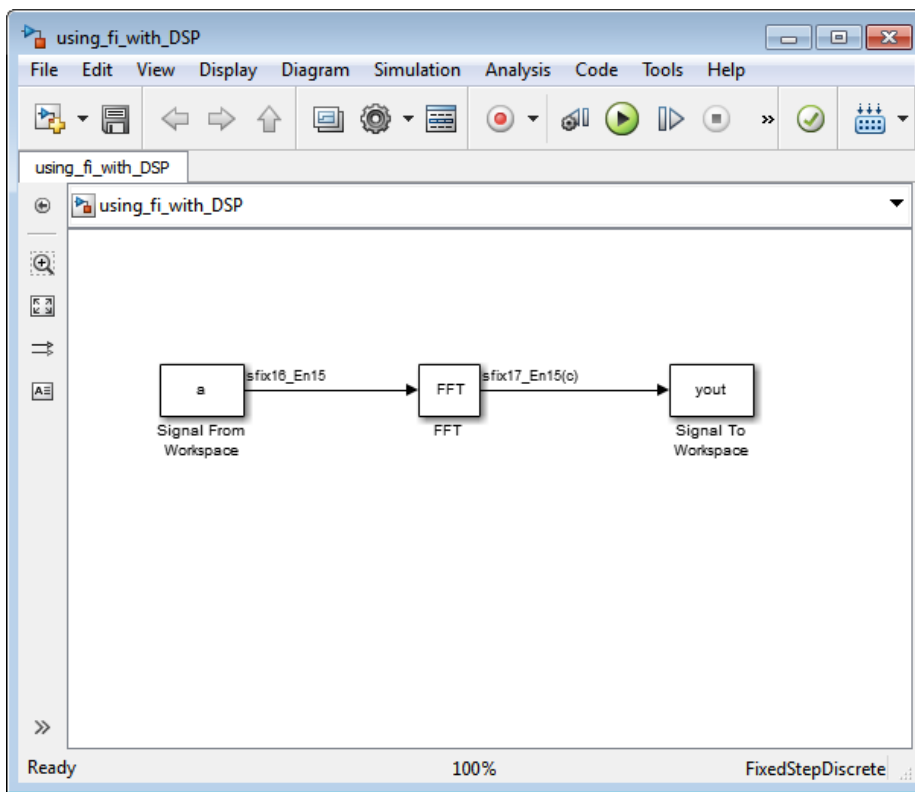 using_fi_with_DSP
File Edit View Display Diagram Simulation Analysis Code Tools Help
»
using_fi_with_DSP
using_fi_with_DSP
a
sfix16_En15
FFT
sfix17_En15(c)
yout
Signal From
Workspace
FFT
Signal To
Workspace
A
»
Ready 100% FixedStepDiscrete